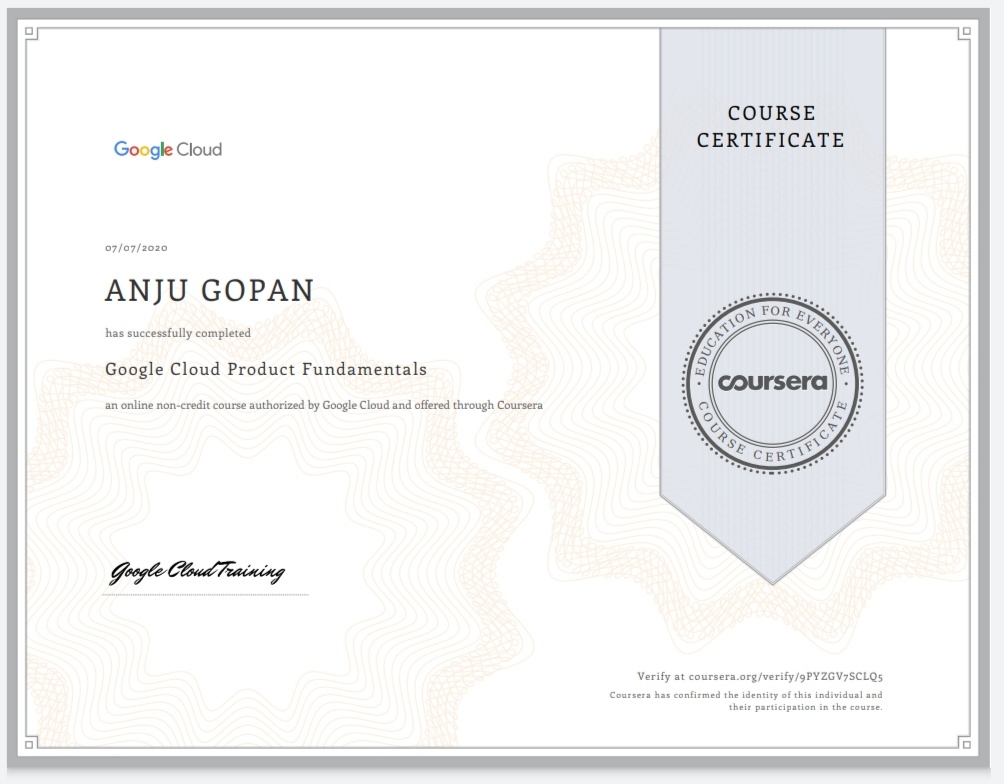 COURSE
CERTIFICATE
Google Cloud
07/07/2020
ANJU GOPAN
has successfully completed
Google Cloud Product Fundamentals
an online non-credit course authorized by Google Cloud and offered through Coursera
EDUCATION FOR EVERYONE
coursera
COURSE CERTIFICATE
Google Cloud Training
Verify at coursera.org/verify/9PYZGV7SCLQ5
Coursera has confirmed the identity of this individual and
their participation in the course.